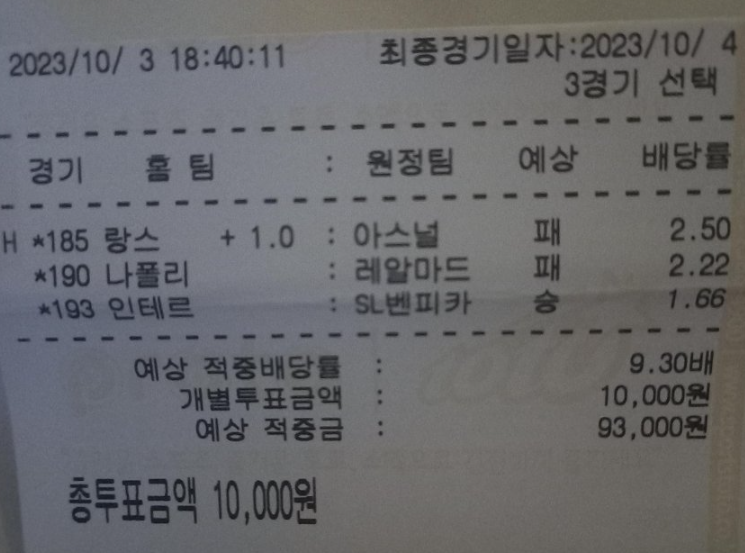 2023/10/ 3 18:40:11 최종경기일자:2023/10/ 4
3경기 선택
경기 홈 팀 : 원정팀 예상 배당률
H *185 랑스 + 1.0 : 아스널 패 2.50
*190 나폴리 : 레알마드 패 2.22
*193 인테르 : SL벤피카 승 1.66
예상 적중배당률 : 9.30배
개별투표금액 : 10,000원
예상 적중금 : 93,000원
총투표금액 10,000원